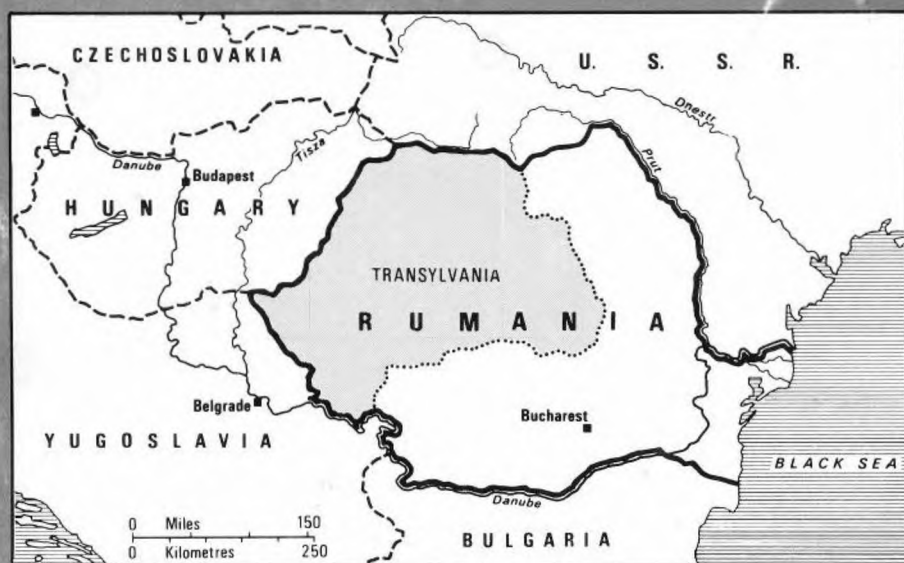 CZECHOSLOVAKIA
U. S. S. R.
Dnestr
Tisza
Prut
Danube
Budapest
HUNGARY
TRANSYLVANIA
RUMANIA
Belgrade
Bucharest
YUGOSLAVIA
BLACK SEA
Danube
0 Miles 150
0 Kilometres 250
BULGARIA